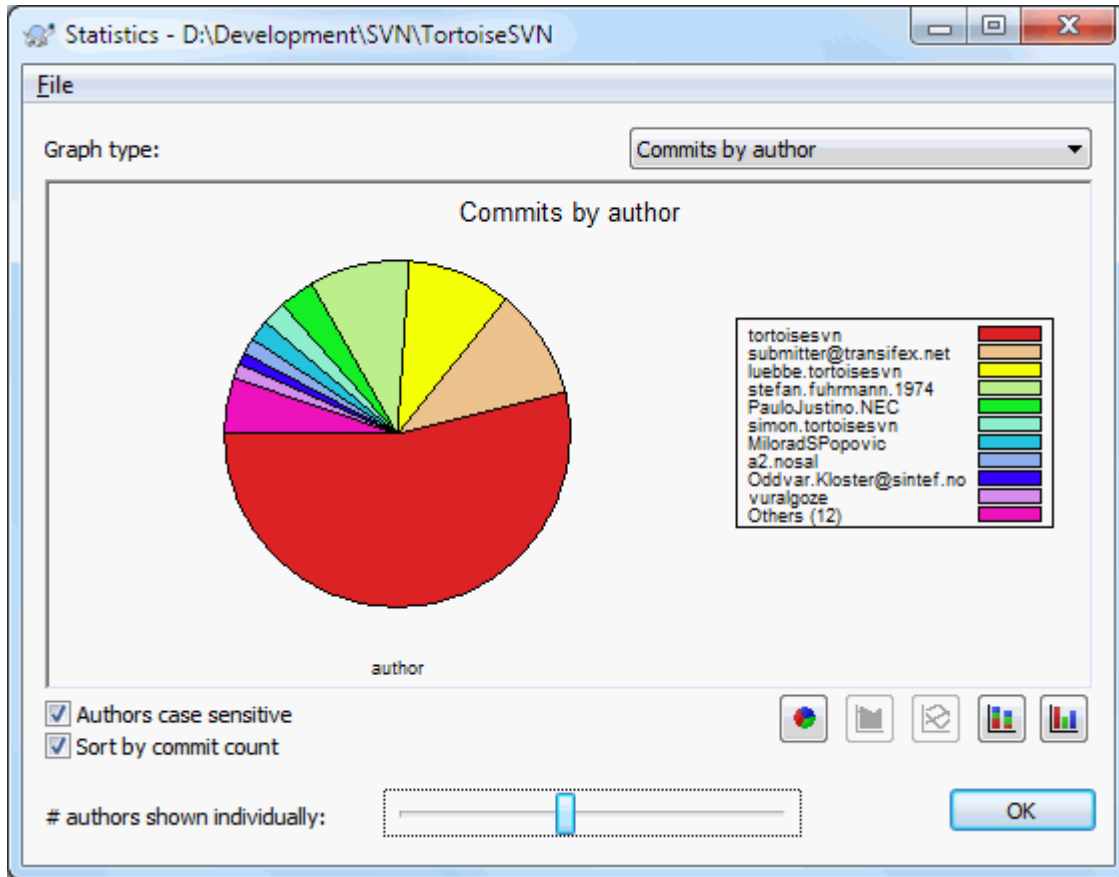 Statistics - D:\Development\SVN\TortoiseSVN
File
Graph type:
Commits by author
Commits by author
tortoisesvn
submitter@transifex.net
luebbe.tortoisesvn
stefan.fuhrmann.1974
PauloJustino.NEC
simon.tortoisesvn
MiloradSPopovic
a2.nosal
Oddvar.Kloster@sintef.no
vuralgoze
Others (12)
author
Authors case sensitive
Sort by commit count
# authors shown individually:
OK